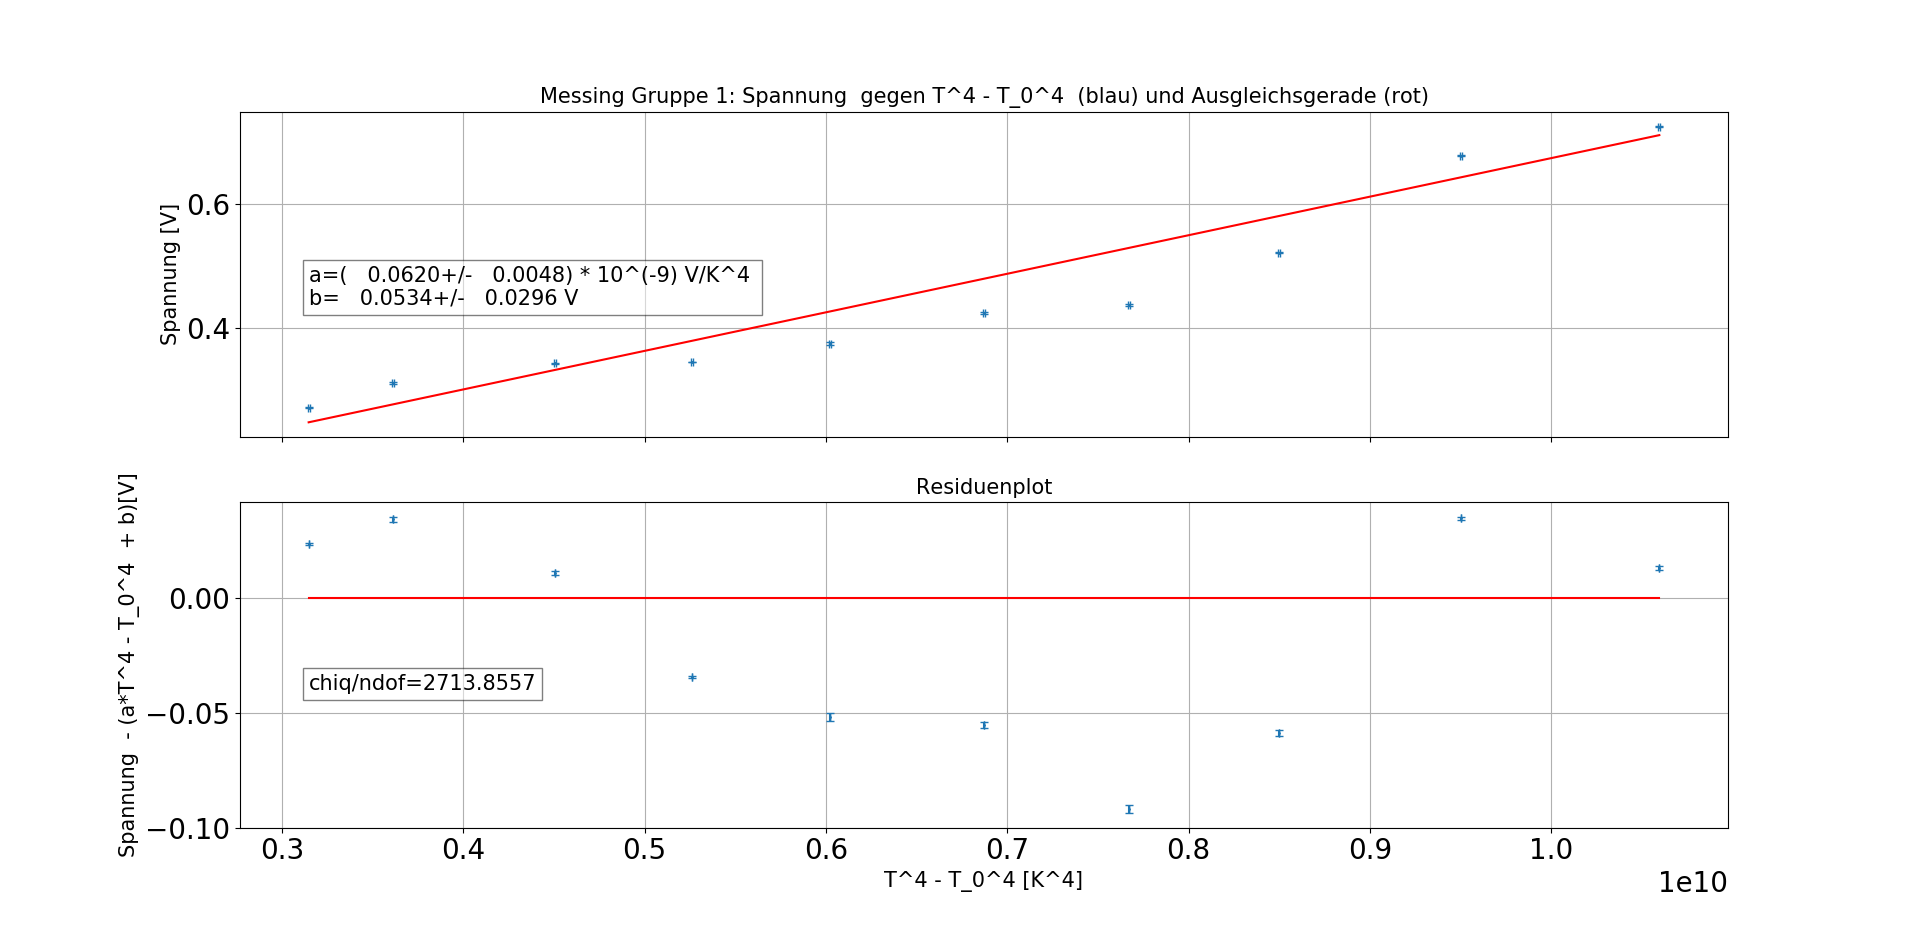 Messing Gruppe 1: Spannung  gegen T^4 - T_0^4  (blau) und Ausgleichsgerade (rot)
Spannung [V]
0.6
0.4
a=(   0.0620+/-   0.0048) * 10^(-9) V/K^4
b=   0.0534+/-   0.0296 V
Residuenplot
Spannung  - (a*T^4 - T_0^4  + b)[V]
0.00
−0.05
−0.10
chiq/ndof=2713.8557
0.3 0.4 0.5 0.6 0.7 0.8 0.9 1.0
T^4 - T_0^4 [K^4]
1e10